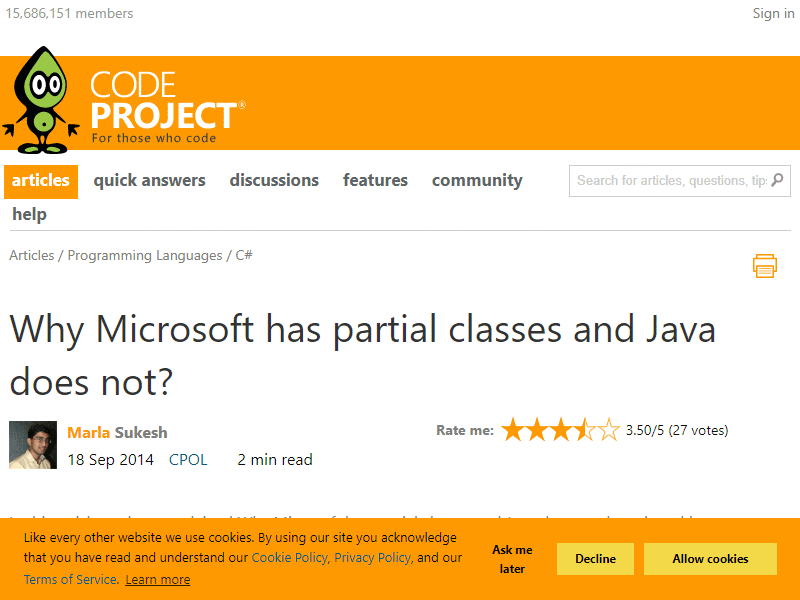 15,686,151 members
Sign in
CODE
PROJECT®
For those who code
articles quick answers discussions features community
Search for articles, questions, tips
help
Articles / Programming Languages / C#
Why Microsoft has partial classes and Java
does not?
Marla Sukesh
Rate me: 3.50/5 (27 votes)
18 Sep 2014 CPOL 2 min read
Like every other website we use cookies. By using our site you acknowledge
that you have read and understand our Cookie Policy, Privacy Policy, and our
Terms of Service. Learn more
Ask me
later
Decline
Allow cookies